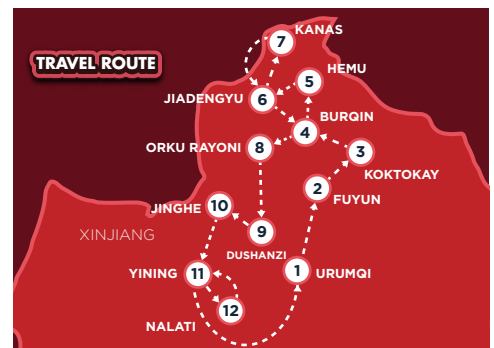 KANAS
7
TRAVEL ROUTE
HEMU
5
6
JIADENGYU
BURQIN
4
ORKU RAYONI
8
3
KOKTOKAY
2
FUYUN
JINGHE
10
XINJIANG
9
DUSHANZI
YINING
11
1
URUMQI
12
NALATI